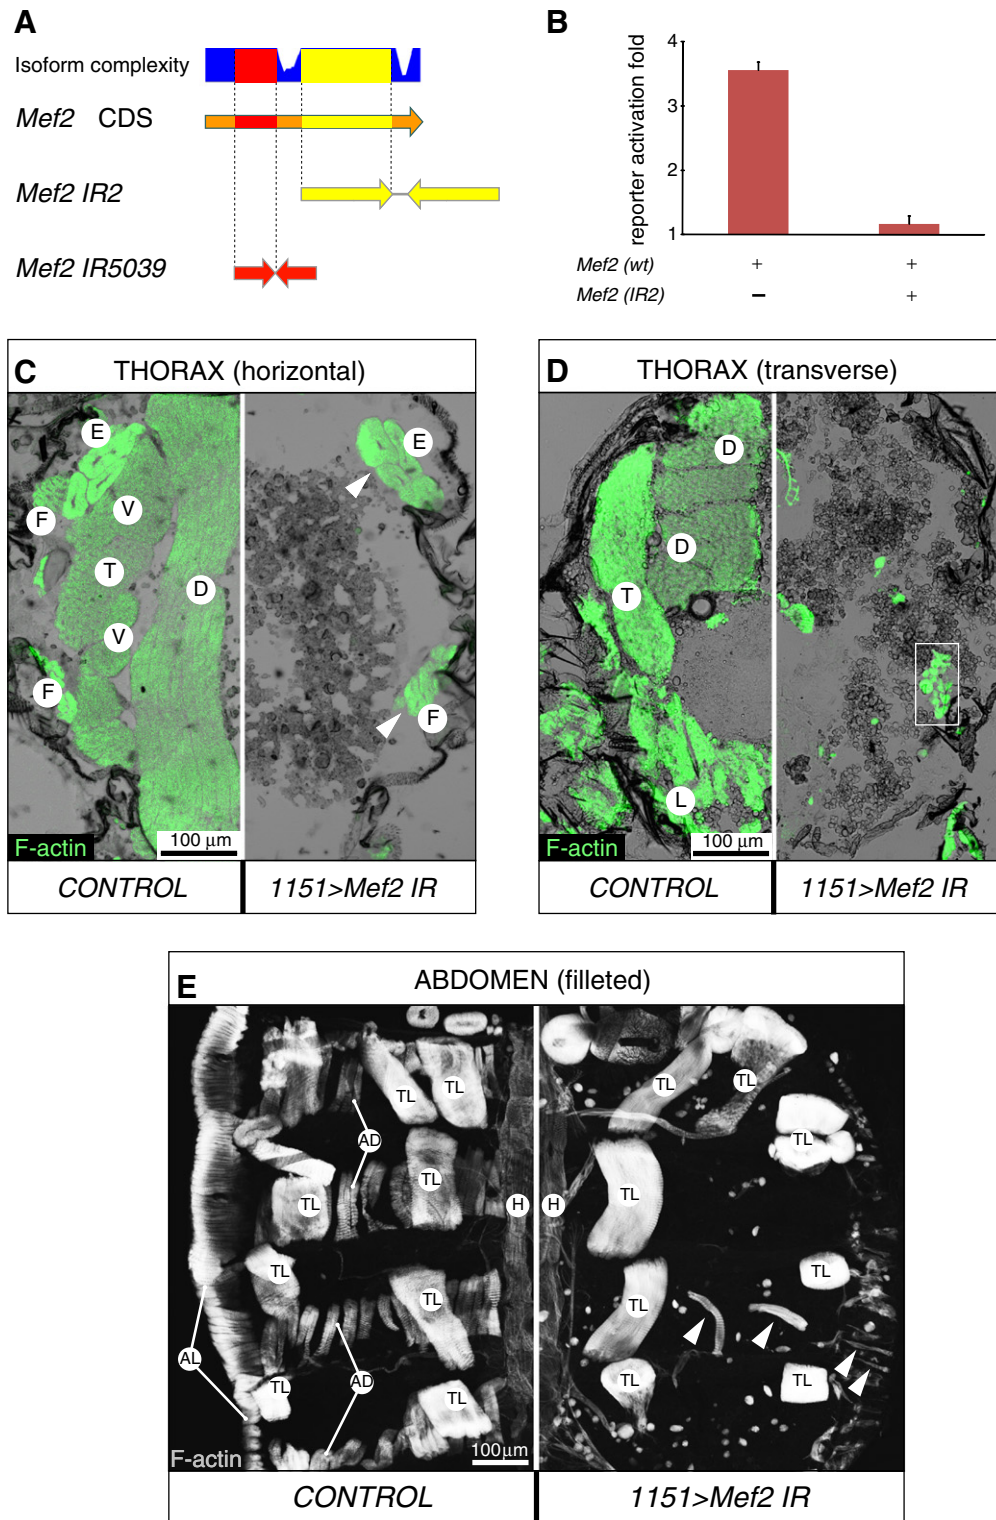 A
Isoform complexity
Mef2 CDS
Mef2 IR2
Mef2 IR5039
B
reporter activation fold
4
3
2
1
Mef2 (wt) + +
Mef2 (IR2) − +
C
THORAX (horizontal)
E
F
V
T
D
V
F
E
F
F-actin
100 µm
CONTROL
1151>Mef2 IR
D
THORAX (transverse)
D
D
T
L
F-actin
100 µm
CONTROL
1151>Mef2 IR
E
ABDOMEN (filleted)
TL
TL
AD
TL
TL
H
TL
TL
AL
AD
TL
TL
F-actin
100µm
TL
TL
TL
TL
H
TL
TL
TL
TL
CONTROL
1151>Mef2 IR